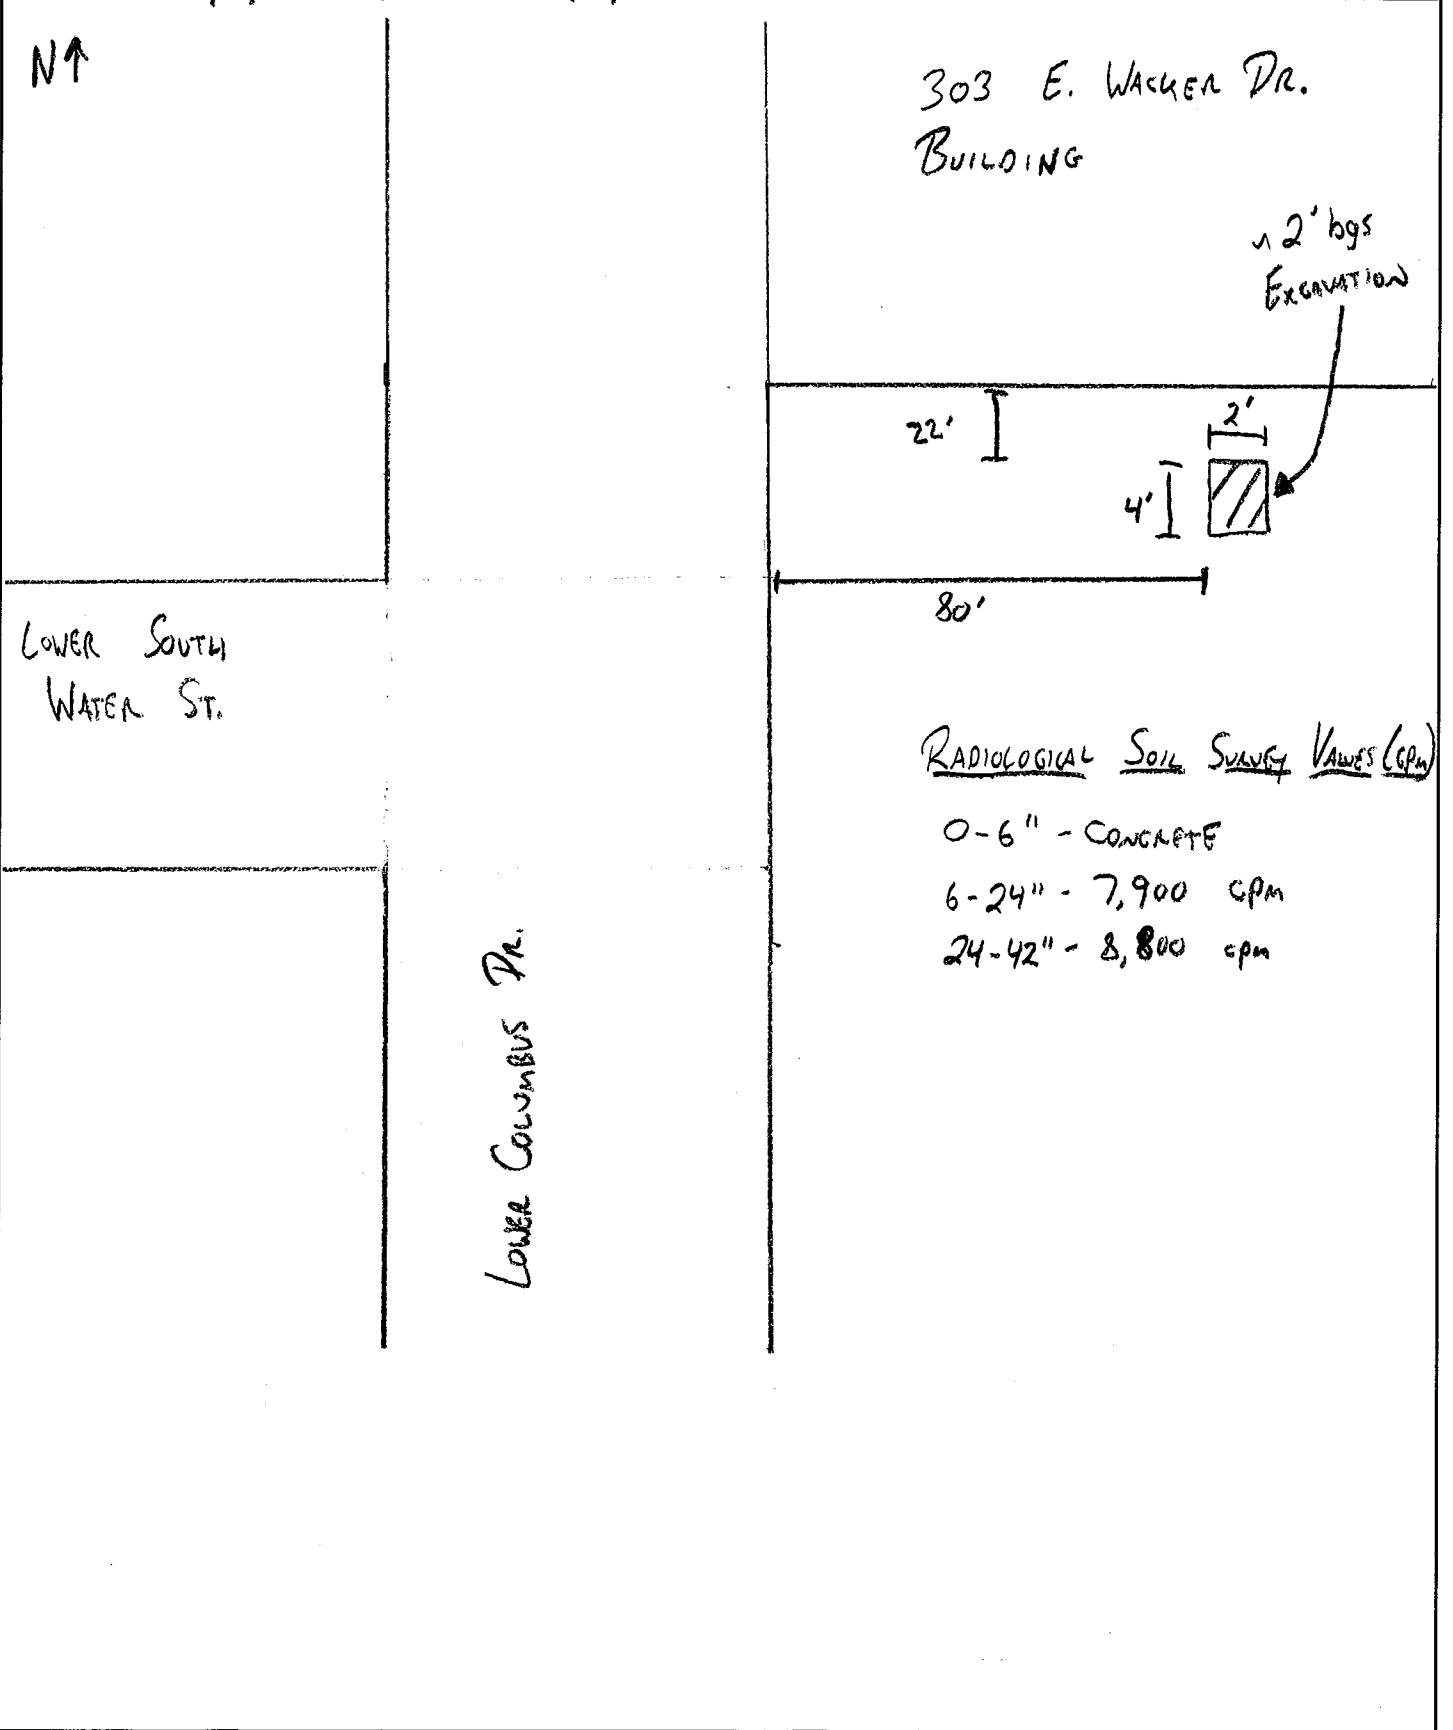 N↑
303 E. WACKER DR.
BUILDING
~2' bgs
EXCAVATION
22'
2'
4'
80'
LOWER SOUTH
WATER ST.
RADIOLOGICAL SOIL SURVEY VALUES (CPM)
0-6" - CONCRETE
6-24" - 7,900 CPM
24-42" - 8,800 cpm
LOWER COLUMBUS DR.